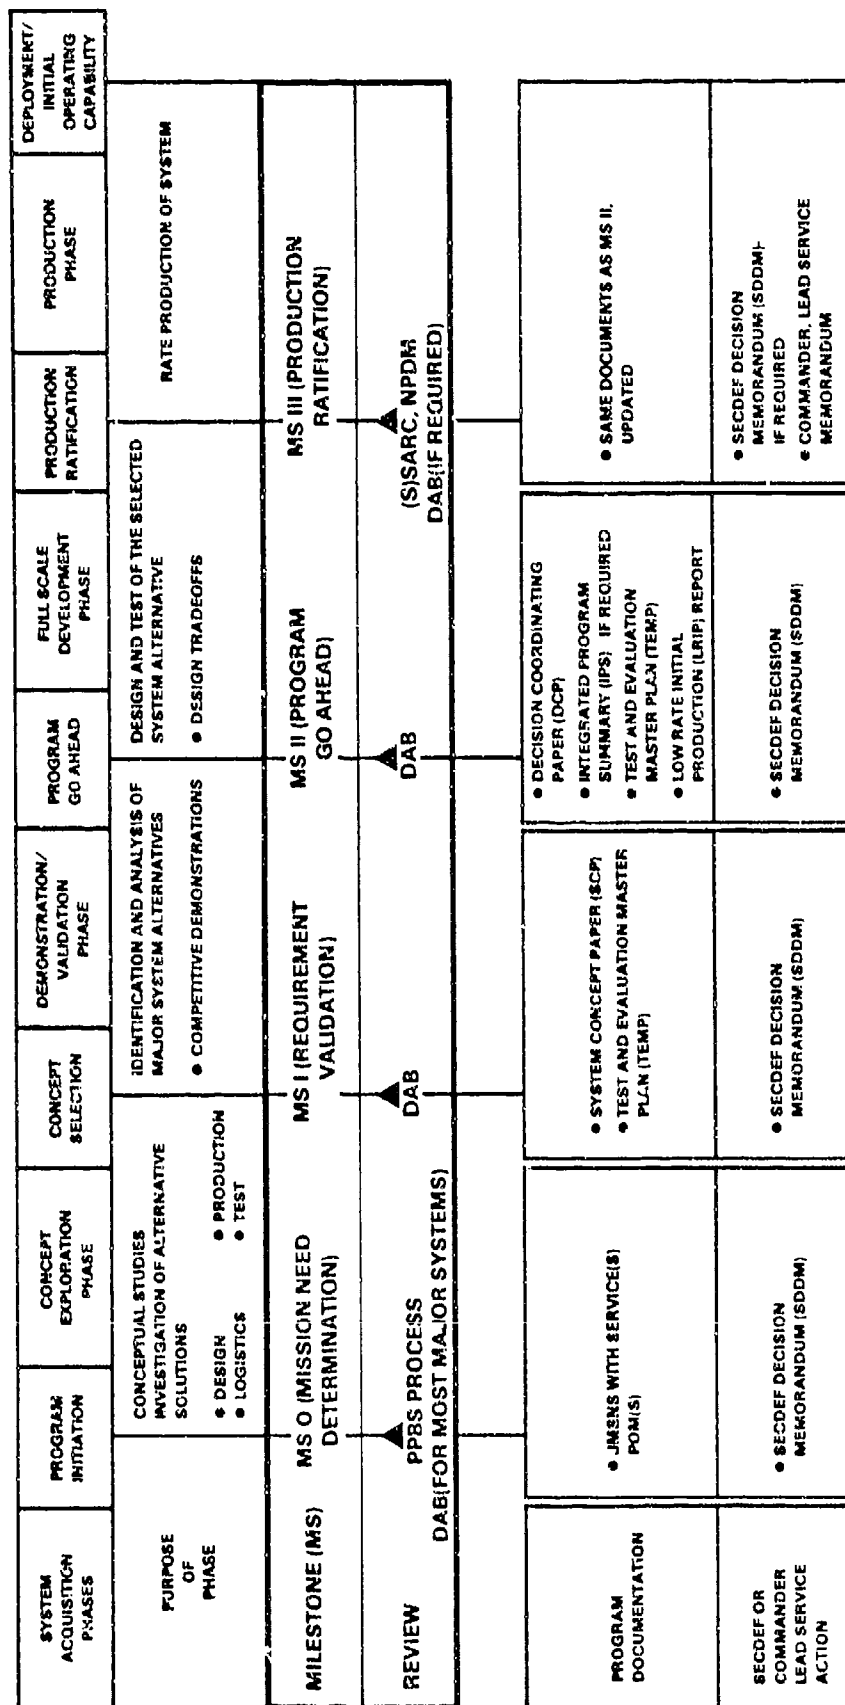 SYSTEM
ACQUISITION
PHASES
PROGRAM
INITIATION
CONCEPT
EXPLORATION
PHASE
CONCEPT
SELECTION
DEMONSTRATION/
VALIDATION
PHASE
PROGRAM
GO AHEAD
FULL SCALE
DEVELOPMENT
PHASE
PRODUCTION
RATIFICATION
PRODUCTION
PHASE
DEPLOYMENT/
INITIAL
OPERATING
CAPABILITY
PURPOSE
OF
PHASE
CONCEPTUAL STUDIES
INVESTIGATION OF ALTERNATIVE
SOLUTIONS
● DESIGN ● PRODUCTION
● LOGISTICS ● TEST
IDENTIFICATION AND ANALYSIS OF
MAJOR SYSTEM ALTERNATIVES
● COMPETITIVE DEMONSTRATIONS
DESIGN AND TEST OF THE SELECTED
SYSTEM ALTERNATIVE
● DESIGN TRADEOFFS
RATE PRODUCTION OF SYSTEM
MILESTONE (MS)
MS O (MISSION NEED
DETERMINATION)
MS I (REQUIREMENT
VALIDATION)
MS II (PROGRAM
GO AHEAD)
MS III (PRODUCTION
RATIFICATION)
REVIEW
PPBS PROCESS
DAB(FOR MOST MAJOR SYSTEMS)
DAB
DAB
(S)SARC, NPDM
DAB(IF REQUIRED)
PROGRAM
DOCUMENTATION
● JMSNS WITH SERVICE(S)
POM(S)
● SYSTEM CONCEPT PAPER (SCP)
● TEST AND EVALUATION MASTER
PLAN (TEMP)
● DECISION COORDINATING
PAPER (DCP)
● INTEGRATED PROGRAM
SUMMARY (IPS) IF REQUIRED
● TEST AND EVALUATION
MASTER PLAN (TEMP)
● LOW RATE INITIAL
PRODUCTION (LRIP) REPORT
● SAME DOCUMENTS AS MS II,
UPDATED
SECDEF OR
COMMANDER
LEAD SERVICE
ACTION
● SECDEF DECISION
MEMORANDUM (SDDM)
● SECDEF DECISION
MEMORANDUM (SDDM)
● SECDEF DECISION
MEMORANDUM (SDDM)
● SECDEF DECISION
MEMORANDUM (SDDM)-
IF REQUIRED
● COMMANDER, LEAD SERVICE
MEMORANDUM